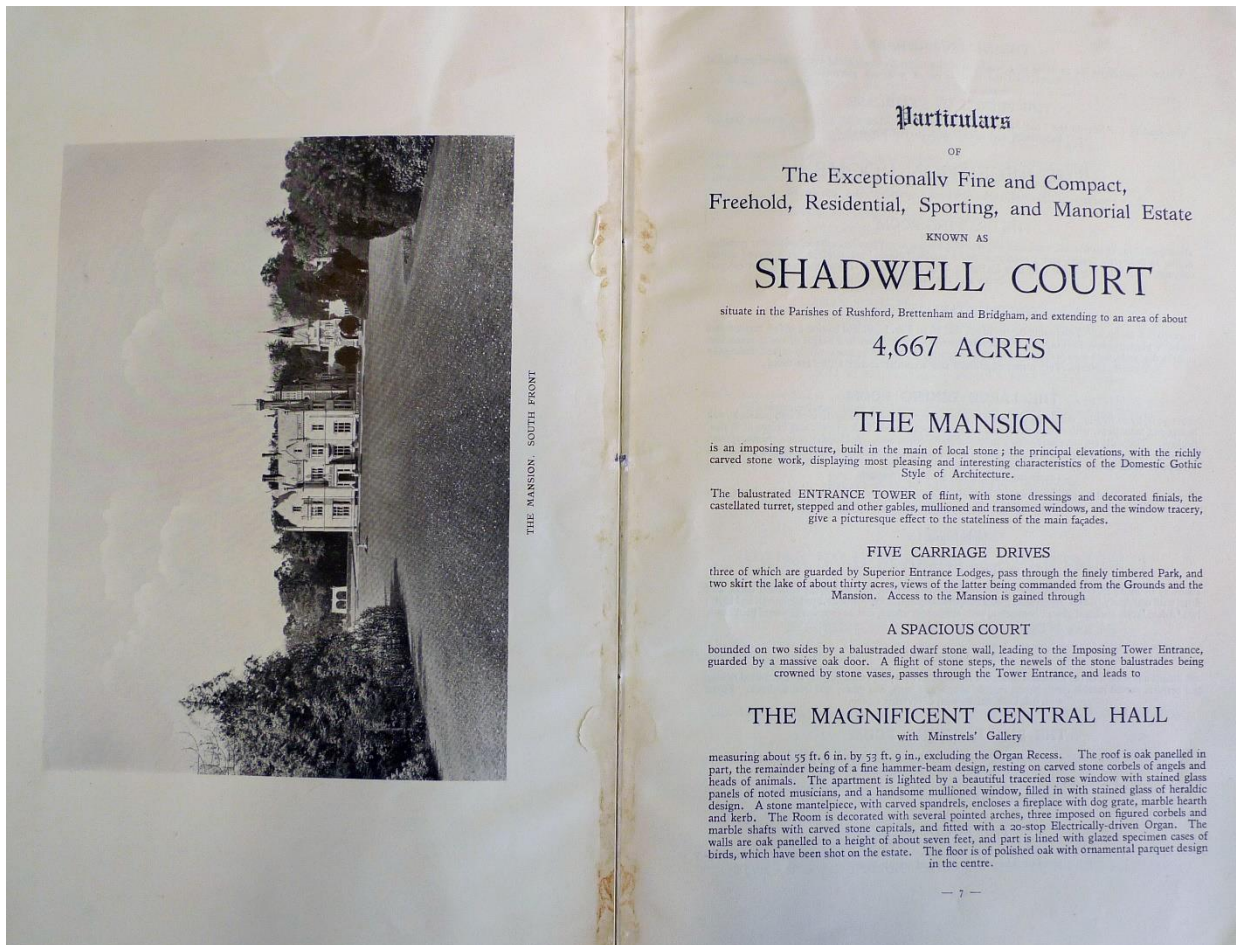 THE MANSION. SOUTH FRONT
Particulars
OF
The Exceptionally Fine and Compact,
Freehold, Residential, Sporting, and Manorial Estate
KNOWN AS
SHADWELL COURT
situate in the Parishes of Rushford, Brettenham and Bridgham, and extending to an area of about
4,667 ACRES
THE MANSION
is an imposing structure, built in the main of local stone ; the principal elevations, with the richly
carved stone work, displaying most pleasing and interesting characteristics of the Domestic Gothic
Style of Architecture.
The balustrated ENTRANCE TOWER of flint, with stone dressings and decorated finials, the
castellated turret, stepped and other gables, mullioned and transomed windows, and the window tracery,
give a picturesque effect to the stateliness of the main façades.
FIVE CARRIAGE DRIVES
three of which are guarded by Superior Entrance Lodges, pass through the finely timbered Park, and
two skirt the lake of about thirty acres, views of the latter being commanded from the Grounds and the
Mansion. Access to the Mansion is gained through
A SPACIOUS COURT
bounded on two sides by a balustraded dwarf stone wall, leading to the Imposing Tower Entrance,
guarded by a massive oak door. A flight of stone steps, the newels of the stone balustrades being
crowned by stone vases, passes through the Tower Entrance, and leads to
THE MAGNIFICENT CENTRAL HALL
with Minstrels' Gallery
measuring about 55 ft. 6 in. by 53 ft. 9 in., excluding the Organ Recess. The roof is oak panelled in
part, the remainder being of a fine hammer-beam design, resting on carved stone corbels of angels and
heads of animals. The apartment is lighted by a beautiful traceried rose window with stained glass
panels of noted musicians, and a handsome mullioned window, filled in with stained glass of heraldic
design. A stone mantelpiece, with carved spandrels, encloses a fireplace with dog grate, marble hearth
and kerb. The Room is decorated with several pointed arches, three imposed on figured corbels and
marble shafts with carved stone capitals, and fitted with a 20-stop Electrically-driven Organ. The
walls are oak panelled to a height of about seven feet, and part is lined with glazed specimen cases of
birds, which have been shot on the estate. The floor is of polished oak with ornamental parquet design
in the centre.
— 7 —